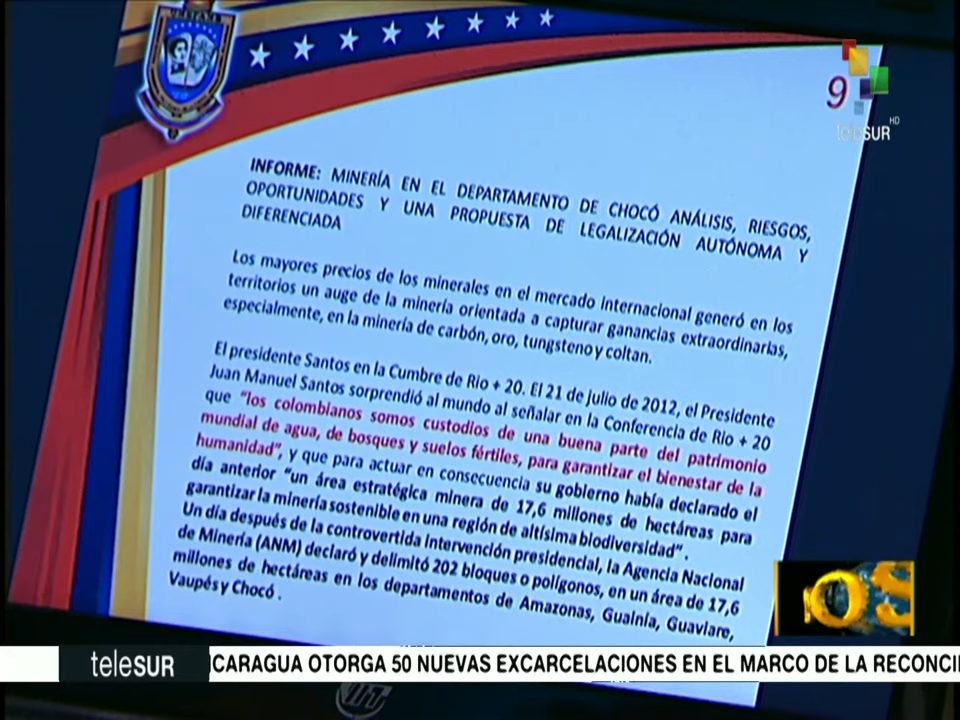 9
teleSUR HD
INFORME: MINERÍA EN EL DEPARTAMENTO DE CHOCÓ ANÁLISIS, RIESGOS,
OPORTUNIDADES Y UNA PROPUESTA DE LEGALIZACIÓN AUTÓNOMA Y
DIFERENCIADA
Los mayores precios de los minerales en el mercado internacional generó en los
territorios un auge de la minería orientada a capturar ganancias extraordinarias,
especialmente, en la minería de carbón, oro, tungsteno y coltan.
El presidente Santos en la Cumbre de Rio + 20. El 21 de julio de 2012, el Presidente
Juan Manuel Santos sorprendió al mundo al señalar en la Conferencia de Rio + 20
que “los colombianos somos custodios de una buena parte del patrimonio
mundial de agua, de bosques y suelos fértiles, para garantizar el bienestar de la
humanidad”, y que para actuar en consecuencia su gobierno había declarado el
día anterior “un área estratégica minera de 17,6 millones de hectáreas para
garantizar la minería sostenible en una región de altísima biodiversidad” .
Un día después de la controvertida intervención presidencial, la Agencia Nacional
de Minería (ANM) declaró y delimitó 202 bloques o polígonos, en un área de 17,6
millones de hectáreas en los departamentos de Amazonas, Guainía, Guaviare,
Vaupés y Chocó .
OS
teleSUR
ICARAGUA OTORGA 50 NUEVAS EXCARCELACIONES EN EL MARCO DE LA RECONCI